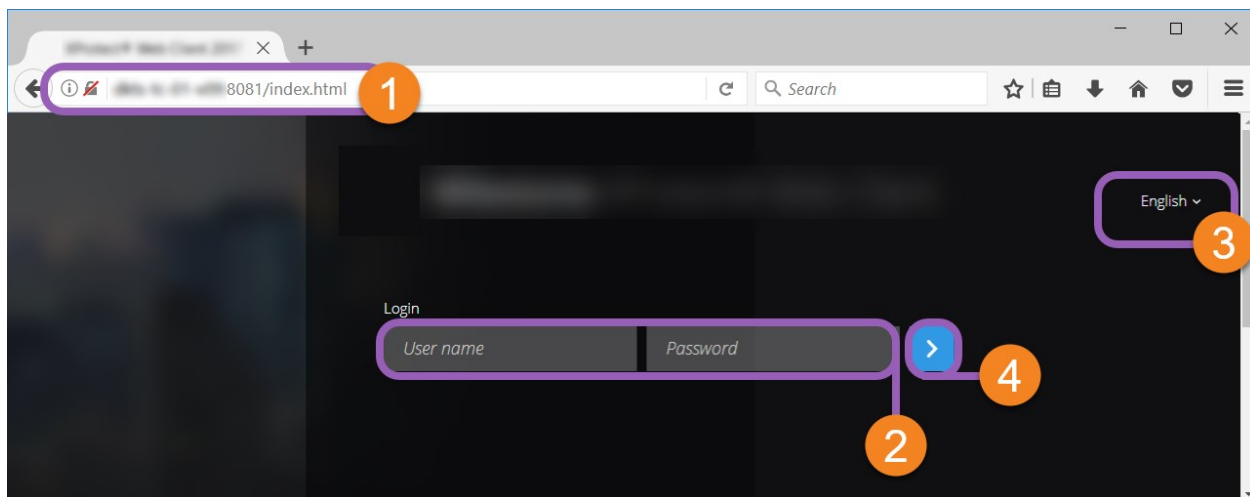 8081/index.html
1
Search
English
3
Login
User name
Password
4
2